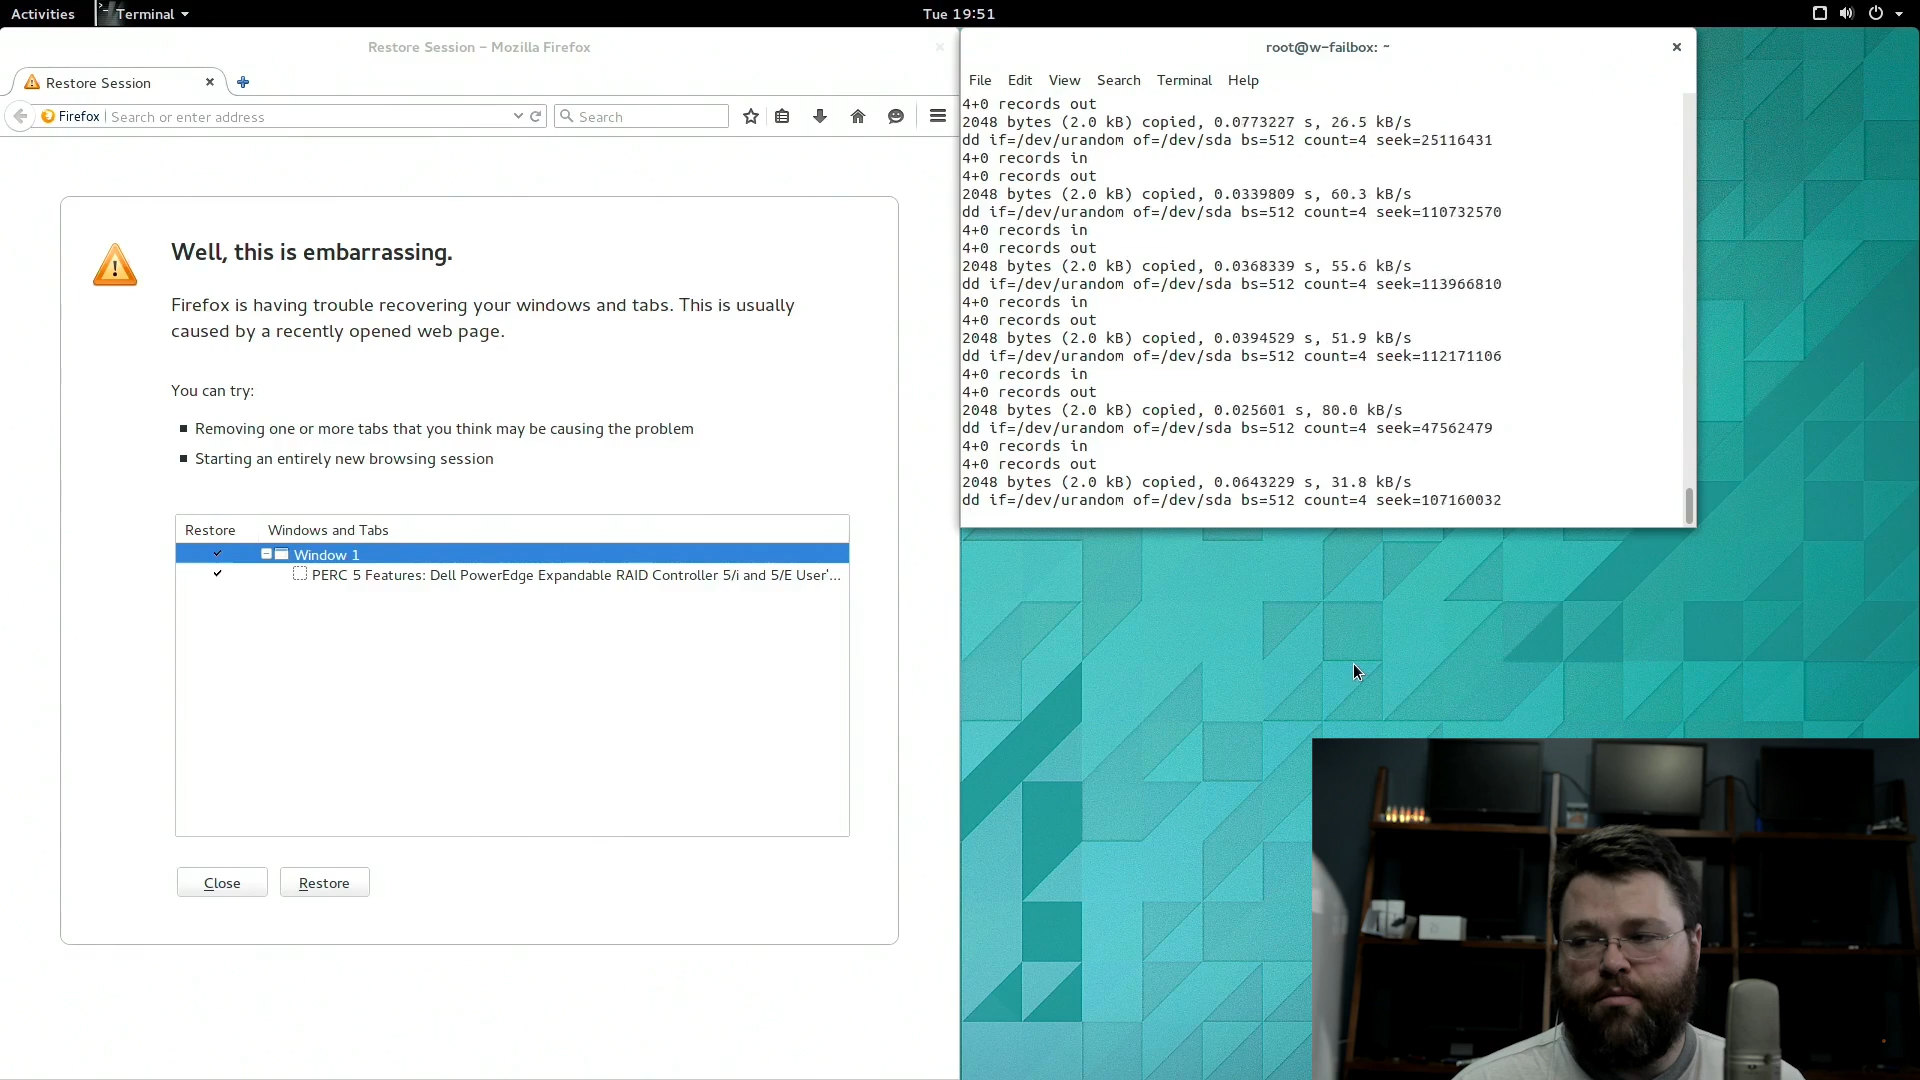 Activities
Terminal
Tue 19:51
Restore Session – Mozilla Firefox
Restore Session
Firefox
Search or enter address
Search
Well, this is embarrassing.
Firefox is having trouble recovering your windows and tabs. This is usually
caused by a recently opened web page.
You can try:
Removing one or more tabs that you think may be causing the problem
Starting an entirely new browsing session
Restore
Windows and Tabs
Window 1
PERC 5 Features: Dell PowerEdge Expandable RAID Controller 5/i and 5/E User'...
Close
Restore
root@w-failbox: ~
File Edit View Search Terminal Help
4+0 records out
2048 bytes (2.0 kB) copied, 0.0773227 s, 26.5 kB/s
dd if=/dev/urandom of=/dev/sda bs=512 count=4 seek=25116431
4+0 records in
4+0 records out
2048 bytes (2.0 kB) copied, 0.0339809 s, 60.3 kB/s
dd if=/dev/urandom of=/dev/sda bs=512 count=4 seek=110732570
4+0 records in
4+0 records out
2048 bytes (2.0 kB) copied, 0.0368339 s, 55.6 kB/s
dd if=/dev/urandom of=/dev/sda bs=512 count=4 seek=113966810
4+0 records in
4+0 records out
2048 bytes (2.0 kB) copied, 0.0394529 s, 51.9 kB/s
dd if=/dev/urandom of=/dev/sda bs=512 count=4 seek=112171106
4+0 records in
4+0 records out
2048 bytes (2.0 kB) copied, 0.025601 s, 80.0 kB/s
dd if=/dev/urandom of=/dev/sda bs=512 count=4 seek=47562479
4+0 records in
4+0 records out
2048 bytes (2.0 kB) copied, 0.0643229 s, 31.8 kB/s
dd if=/dev/urandom of=/dev/sda bs=512 count=4 seek=107160032